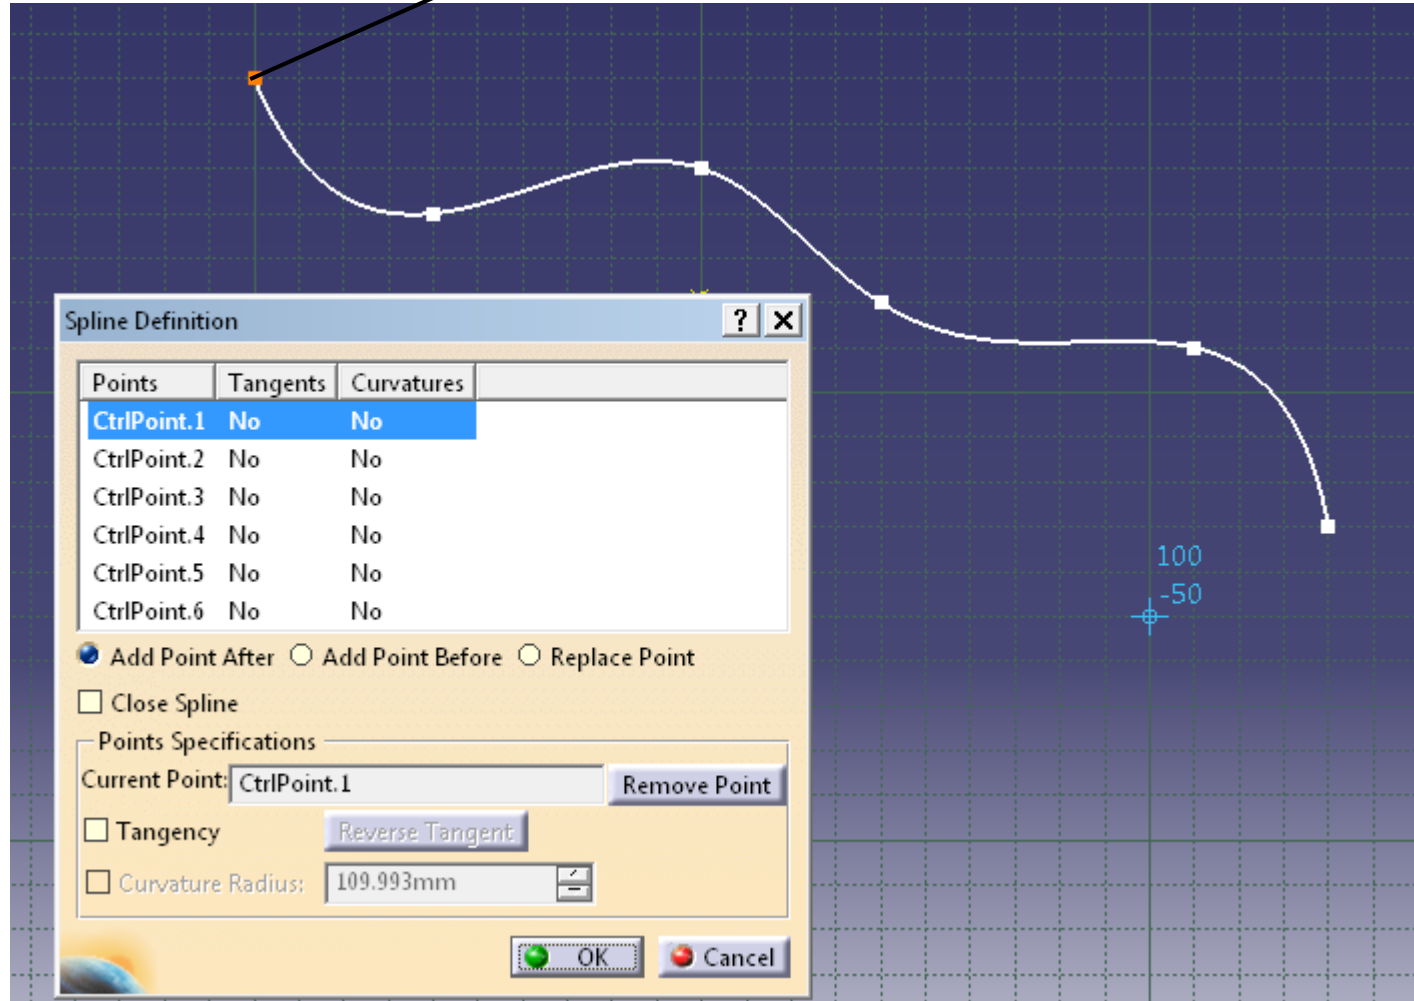 Spline Definition
?
Points Tangents Curvatures
CtrlPoint.1 No No
CtrlPoint.2 No No
CtrlPoint.3 No No
CtrlPoint.4 No No
CtrlPoint.5 No No
CtrlPoint.6 No No
Add Point After Add Point Before Replace Point
Close Spline
Points Specifications
Current Point: CtrlPoint.1 Remove Point
Tangency Reverse Tangent
Curvature Radius: 109.993mm
OK Cancel
100
-50